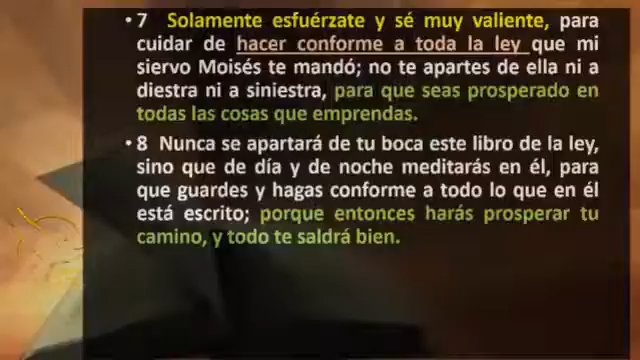 • 7 Solamente esfuérzate y sé muy valiente, para
cuidar de hacer conforme a toda la ley que mi
siervo Moisés te mandó; no te apartes de ella ni a
diestra ni a siniestra, para que seas prosperado en
todas las cosas que emprendas.
• 8 Nunca se apartará de tu boca este libro de la ley,
sino que de día y de noche meditarás en él, para
que guardes y hagas conforme a todo lo que en él
está escrito; porque entonces harás prosperar tu
camino, y todo te saldrá bien.